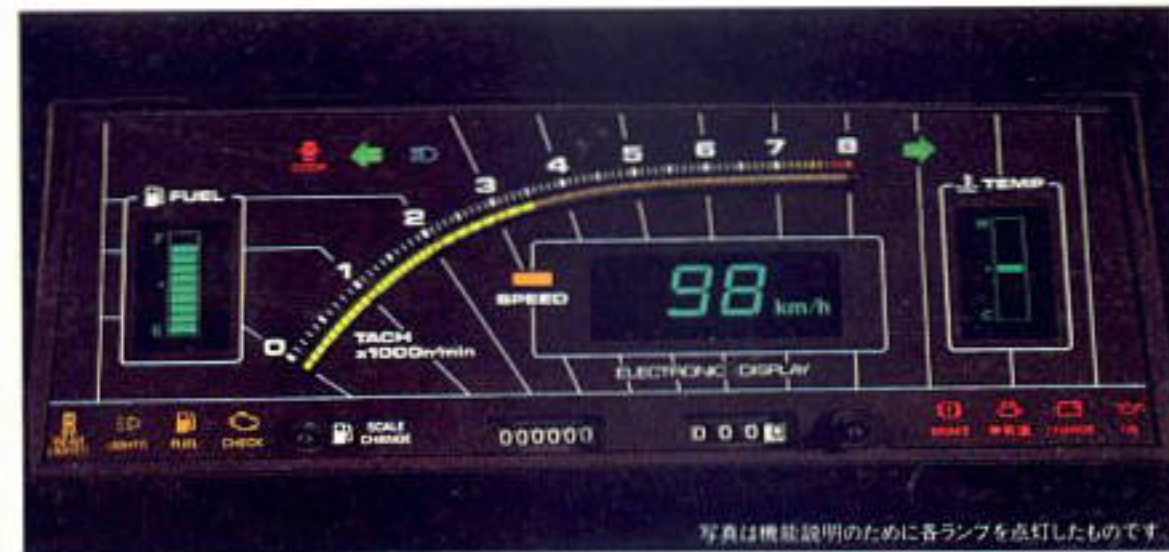 FUEL
F
E
0
1
2
3
4
5
6
7
8
TACH
x1000r/min
SPEED
98 km/h
ELECTRONIC DISPLAY
TEMP
H
C
FUEL
CHECK
SCALE
CHANGE
000000
000
CHARGE
写真は機能説明のために各ランプを点灯したものです。